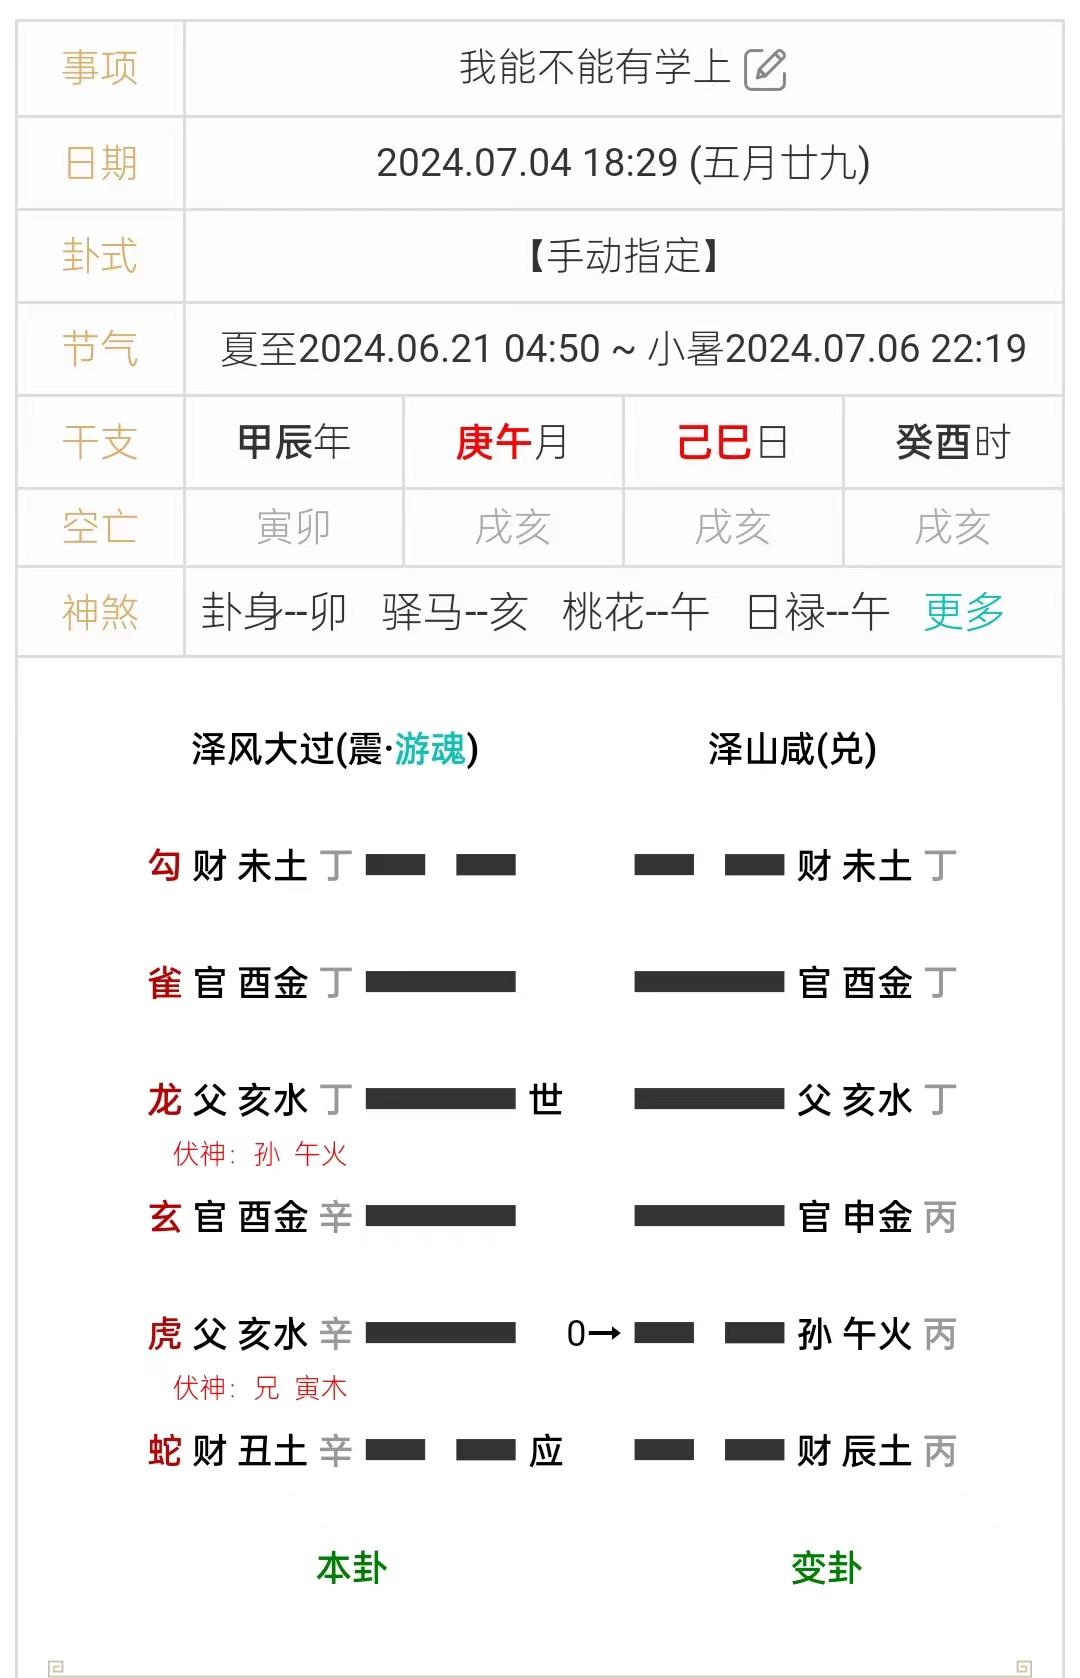 事项 我能不能有学上
日期 2024.07.04 18:29 (五月廿九)
卦式 【手动指定】
节气 夏至2024.06.21 04:50 ~ 小暑2024.07.06 22:19
干支 甲辰年 庚午月 己巳日 癸酉时
空亡 寅卯 戌亥 戌亥 戌亥
神煞 卦身--卯 驿马--亥 桃花--午 日禄--午 更多
泽风大过(震·游魂) 泽山咸(兑)
勾 财 未土 丁 财 未土 丁
雀 官 酉金 丁 官 酉金 丁
龙 父 亥水 丁 世 父 亥水 丁
伏神：孙 午火
玄 官 酉金 辛 官 申金 丙
虎 父 亥水 辛 O→ 孙 午火 丙
伏神：兄 寅木
蛇 财 丑土 辛 应 财 辰土 丙
本卦 变卦